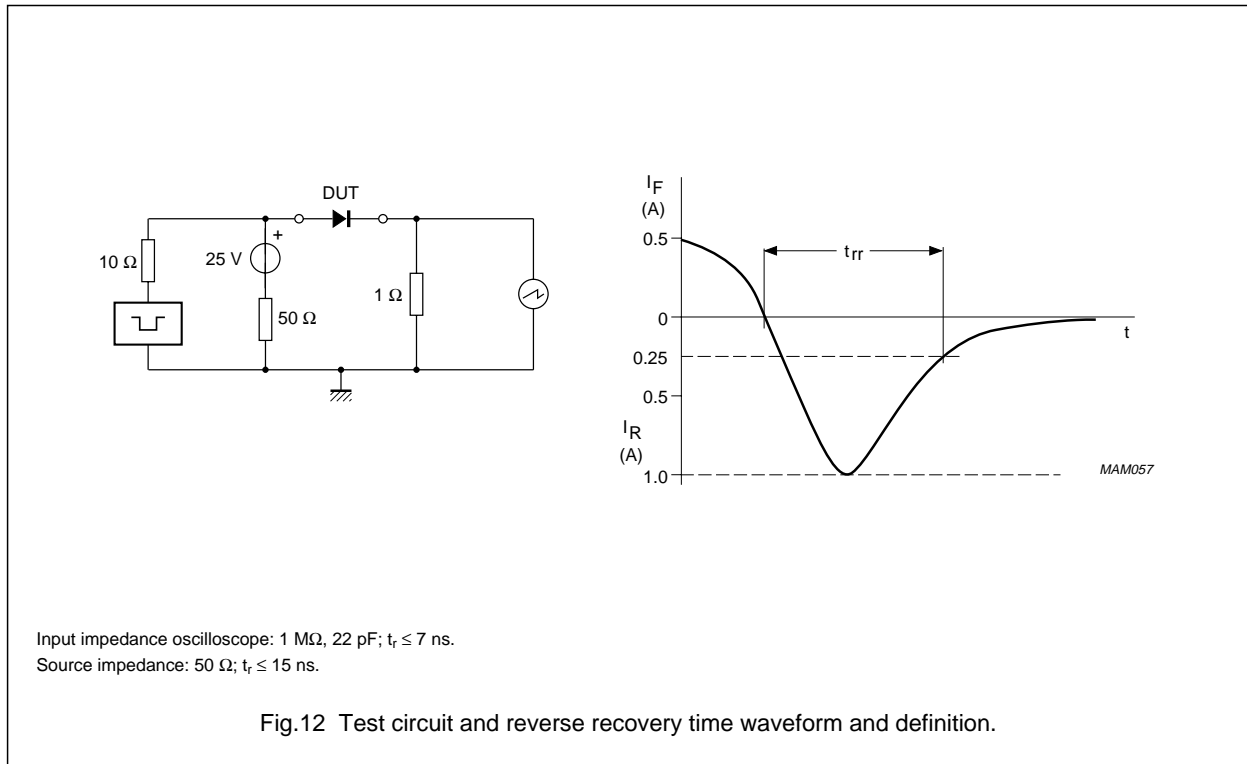 DUT
+
10 Ω
25 V
1 Ω
50 Ω
I_F
(A)
0.5
t_rr
0
t
0.25
0.5
I_R
(A)
1.0
MAM057
Input impedance oscilloscope: 1 MΩ, 22 pF; t_r ≤ 7 ns.
Source impedance: 50 Ω; t_r ≤ 15 ns.
Fig.12 Test circuit and reverse recovery time waveform and definition.